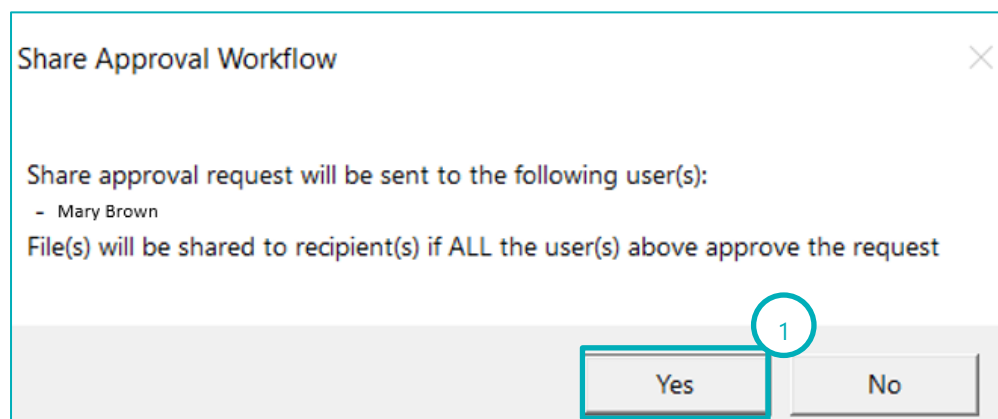 Share Approval Workflow
Share approval request will be sent to the following user(s):
- Mary Brown
File(s) will be shared to recipient(s) if ALL the user(s) above approve the request
1
Yes No